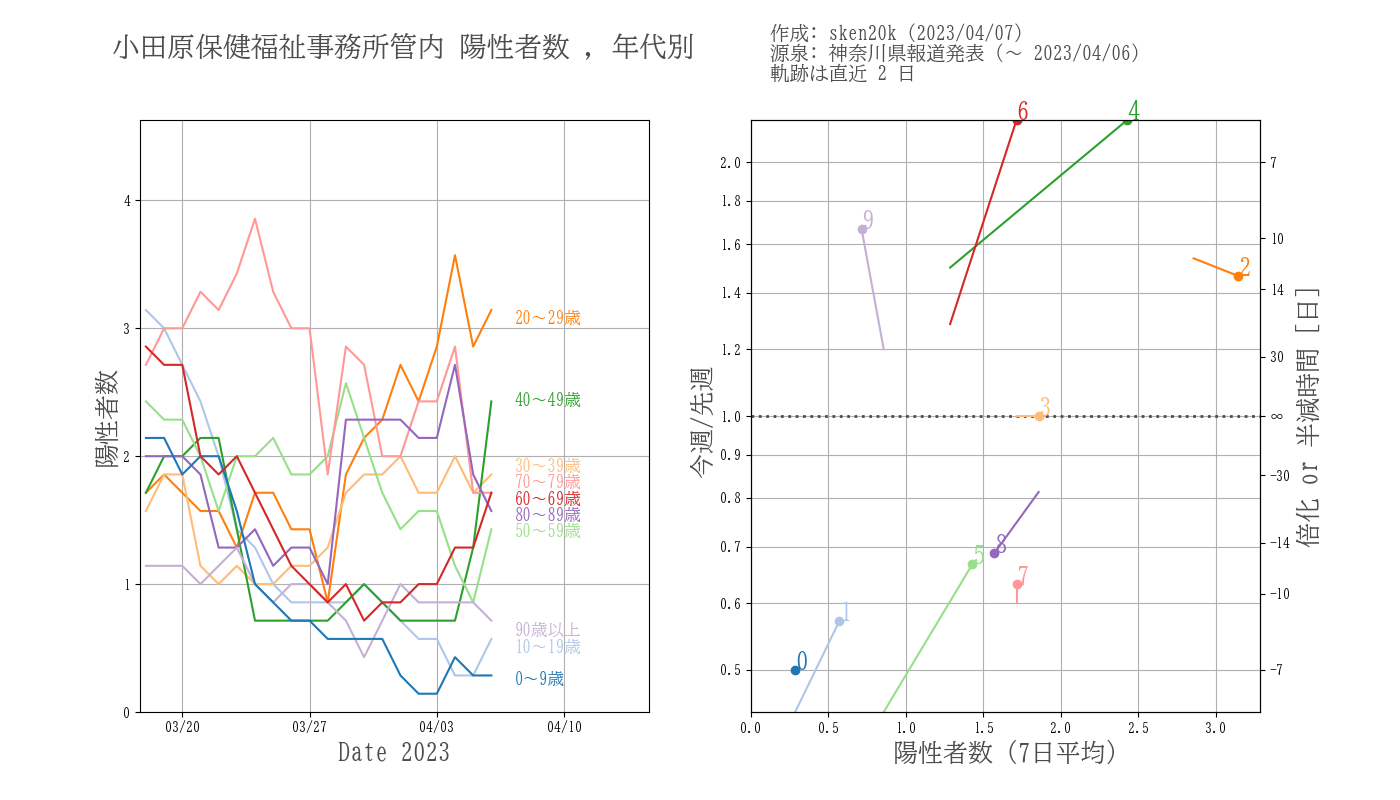 小田原保健福祉事務所管内 陽性者数 , 年代別
作成: sken20k (2023/04/07)
源泉: 神奈川県報道発表 (〜 2023/04/06)
軌跡は直近 2 日
陽性者数
4
3
2
1
0
03/20
03/27
04/03
04/10
Date 2023
20〜29歳
40〜49歳
30〜39歳
70〜79歳
60〜69歳
80〜89歳
50〜59歳
90歳以上
10〜19歳
0〜9歳
今週/先週
2.0
1.8
1.6
1.4
1.2
1.0
0.9
0.8
0.7
0.6
0.5
0.0
0.5
1.0
1.5
2.0
2.5
3.0
陽性者数 (7日平均)
6
4
9
2
3
8
5
7
1
0
7
10
14
30
∞
-30
-14
-10
-7
倍化 or 半減時間 [日]